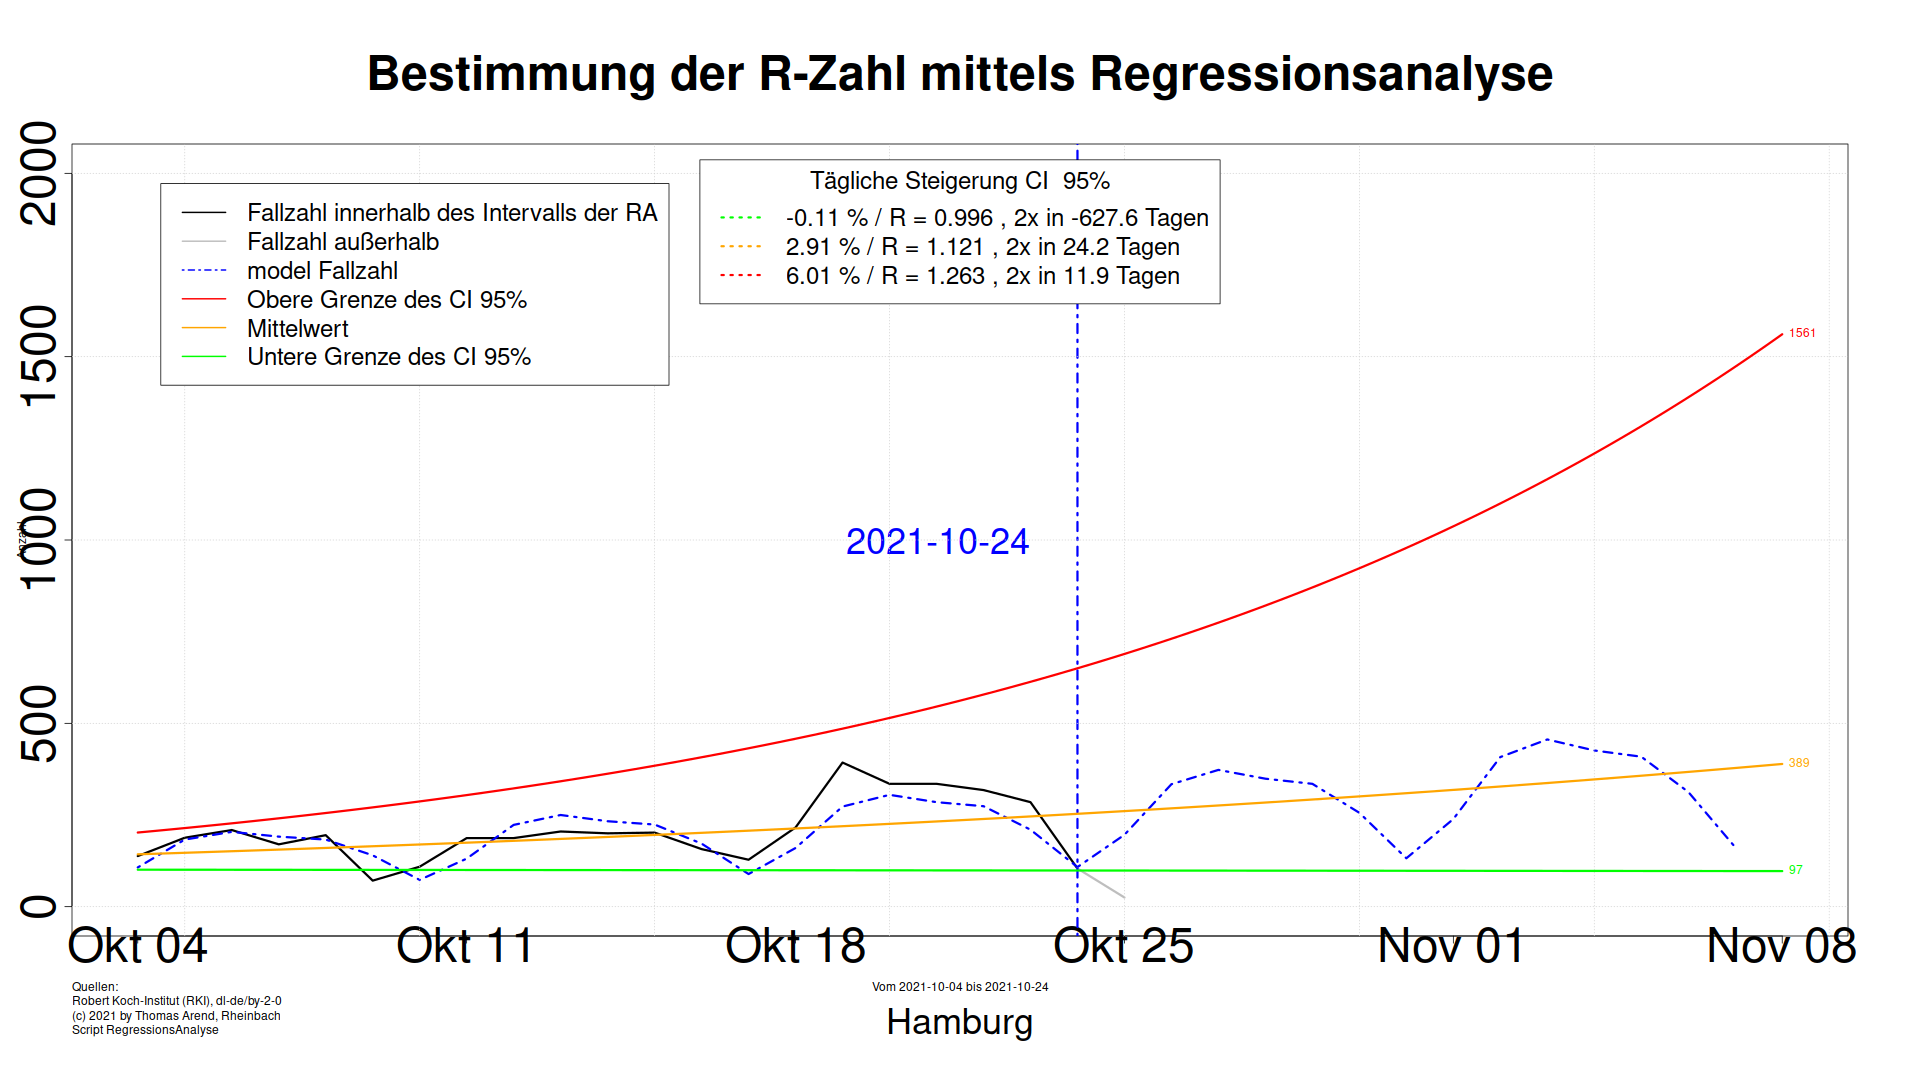 Bestimmung der R-Zahl mittels Regressionsanalyse
Fallzahl innerhalb des Intervalls der RA
Fallzahl außerhalb
model Fallzahl
Obere Grenze des CI 95%
Mittelwert
Untere Grenze des CI 95%
Tägliche Steigerung CI  95%
-0.11 % / R = 0.996 , 2x in -627.6 Tagen
2.91 % / R = 1.121 , 2x in 24.2 Tagen
6.01 % / R = 1.263 , 2x in 11.9 Tagen
2000
1500
1000
500
0
Anzahl
2021-10-24
1561
389
97
Okt 04
Okt 11
Okt 18
Okt 25
Nov 01
Nov 08
Quellen:
Robert Koch-Institut (RKI), dl-de/by-2-0
(c) 2021 by Thomas Arend, Rheinbach
Script RegressionsAnalyse
Vom 2021-10-04 bis 2021-10-24
Hamburg